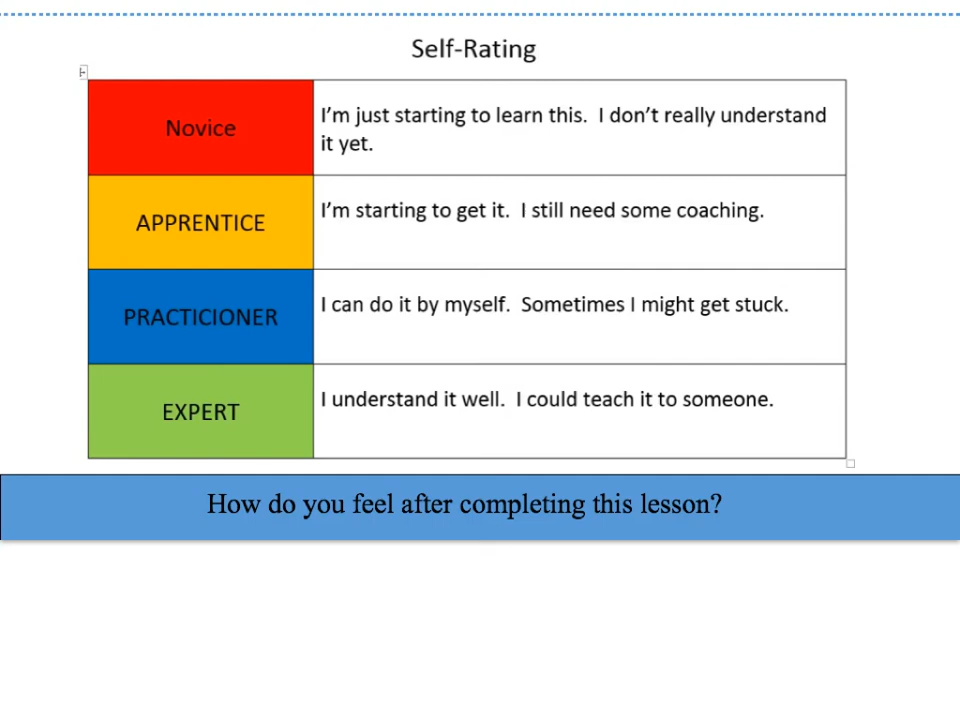 Self-Rating
Novice
I'm just starting to learn this.  I don't really understand
it yet.
APPRENTICE
I'm starting to get it.  I still need some coaching.
PRACTICIONER
I can do it by myself.  Sometimes I might get stuck.
EXPERT
I understand it well.  I could teach it to someone.
How do you feel after completing this lesson?